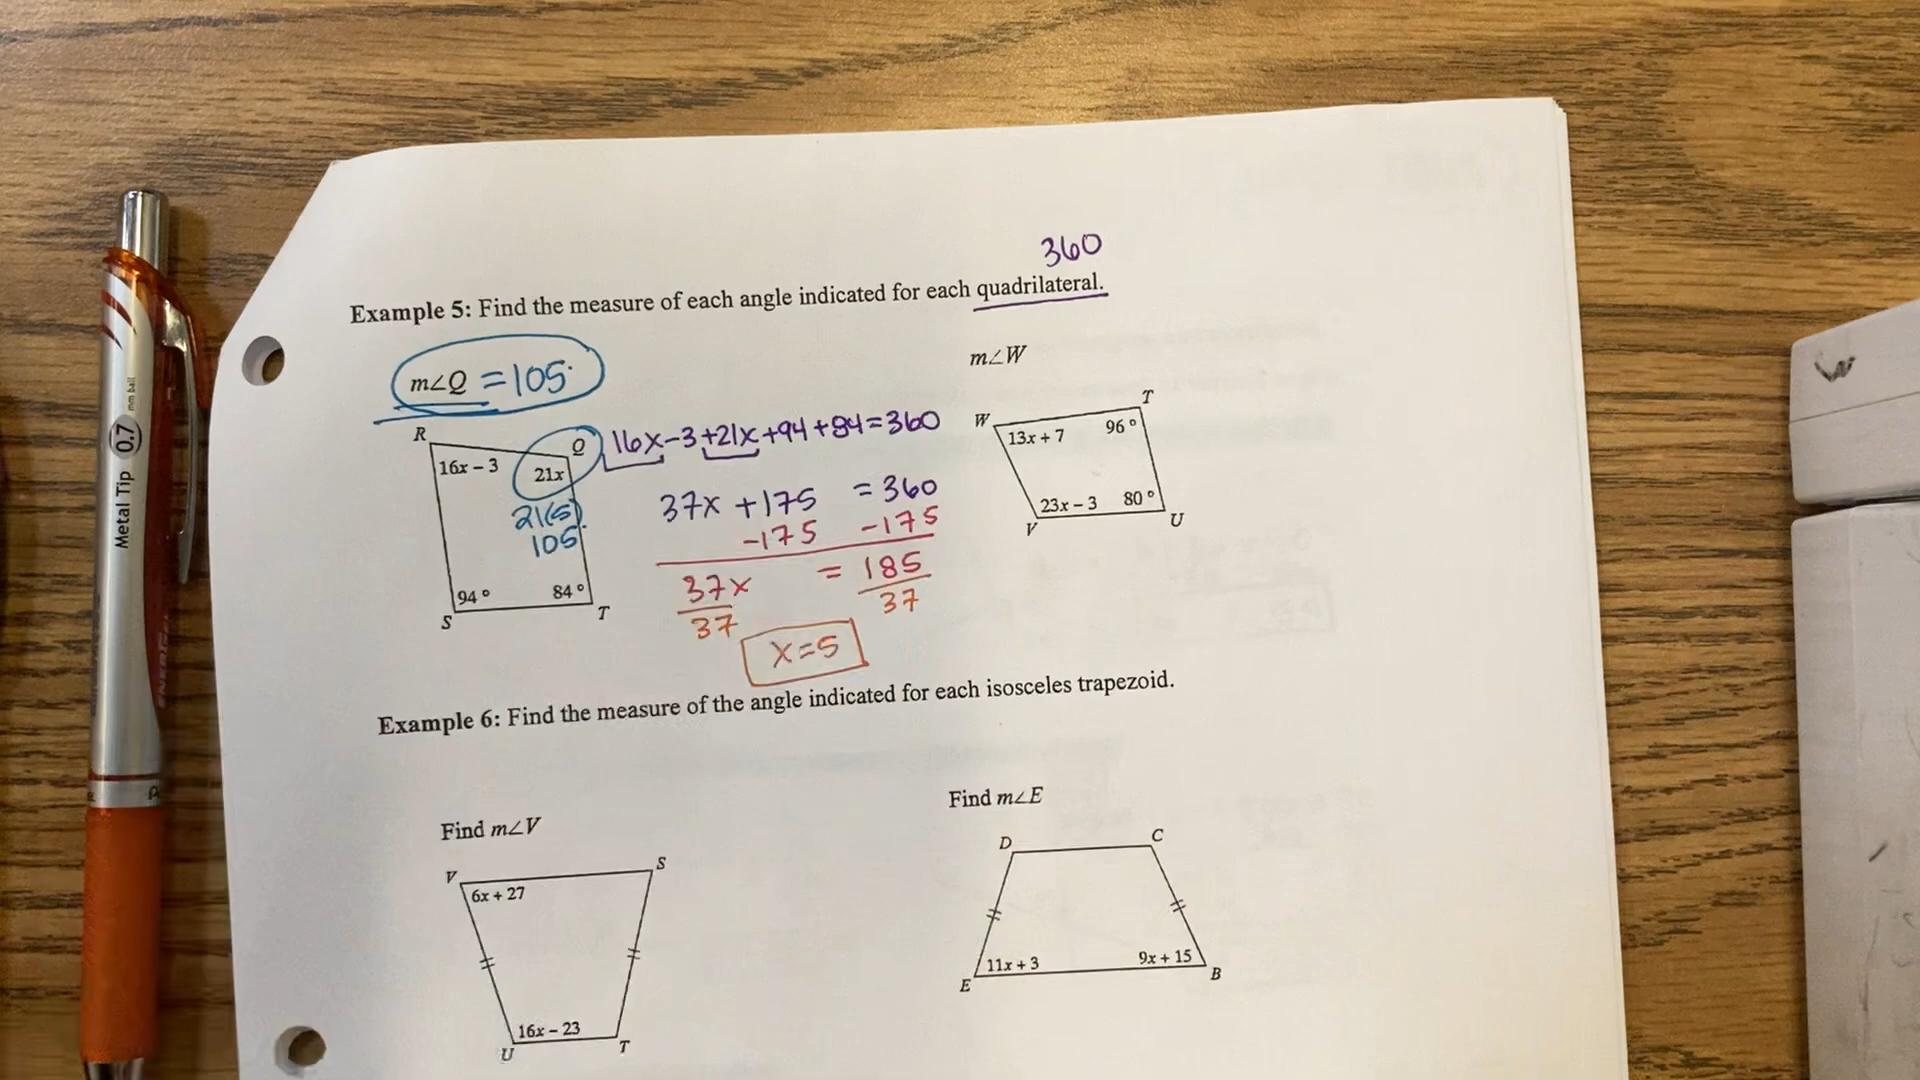 360
Example 5: Find the measure of each angle indicated for each quadrilateral.
m∠Q = 105°
R
Q
16x – 3
21x
21(5)
105
94°
84°
S
T
16x-3+21x+94+84=360
37x +175 = 360
-175 -175
37x = 185
37 37
x=5
m∠W
W
T
13x + 7
96°
23x – 3
80°
V
U
Example 6: Find the measure of the angle indicated for each isosceles trapezoid.
Find m∠V
V
S
6x + 27
16x – 23
U
T
Find m∠E
D
C
11x + 3
9x + 15
E
B
Metal Tip 0.7 mm ball
W